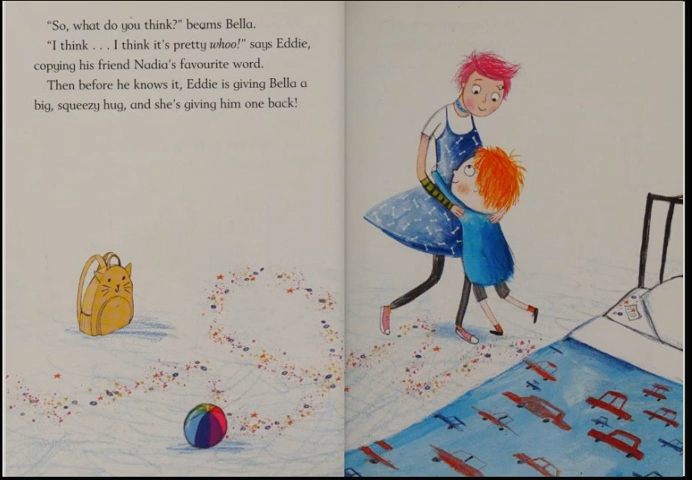 “So, what do you think?” beams Bella.
“I think . . . I think it’s pretty whoo!” says Eddie,
copying his friend Nadia’s favourite word.
Then before he knows it, Eddie is giving Bella a
big, squeezy hug, and she’s giving him one back!